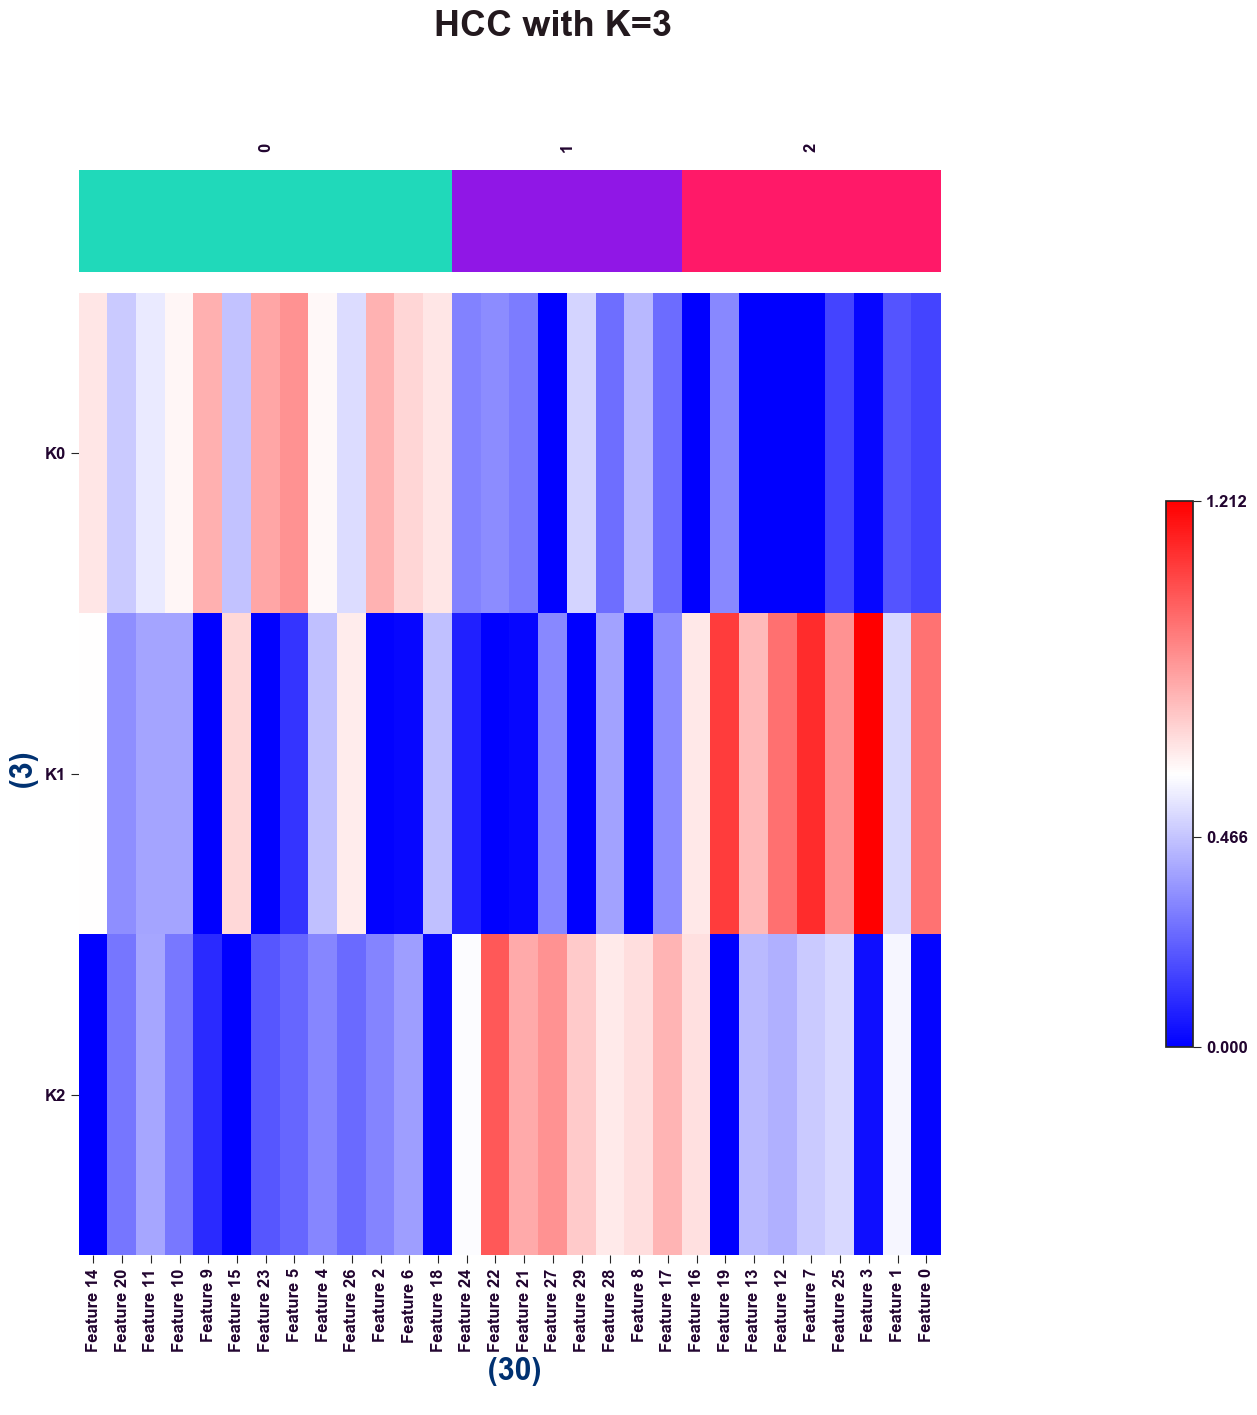 HCC with K=3
0
1
2
K0
K1
K2
(3)
1.212
0.466
0.000
Feature 14
Feature 20
Feature 11
Feature 10
Feature 9
Feature 15
Feature 23
Feature 5
Feature 4
Feature 26
Feature 2
Feature 6
Feature 18
Feature 24
Feature 22
Feature 21
Feature 27
Feature 29
Feature 28
Feature 8
Feature 17
Feature 16
Feature 19
Feature 13
Feature 12
Feature 7
Feature 25
Feature 3
Feature 1
Feature 0
(30)